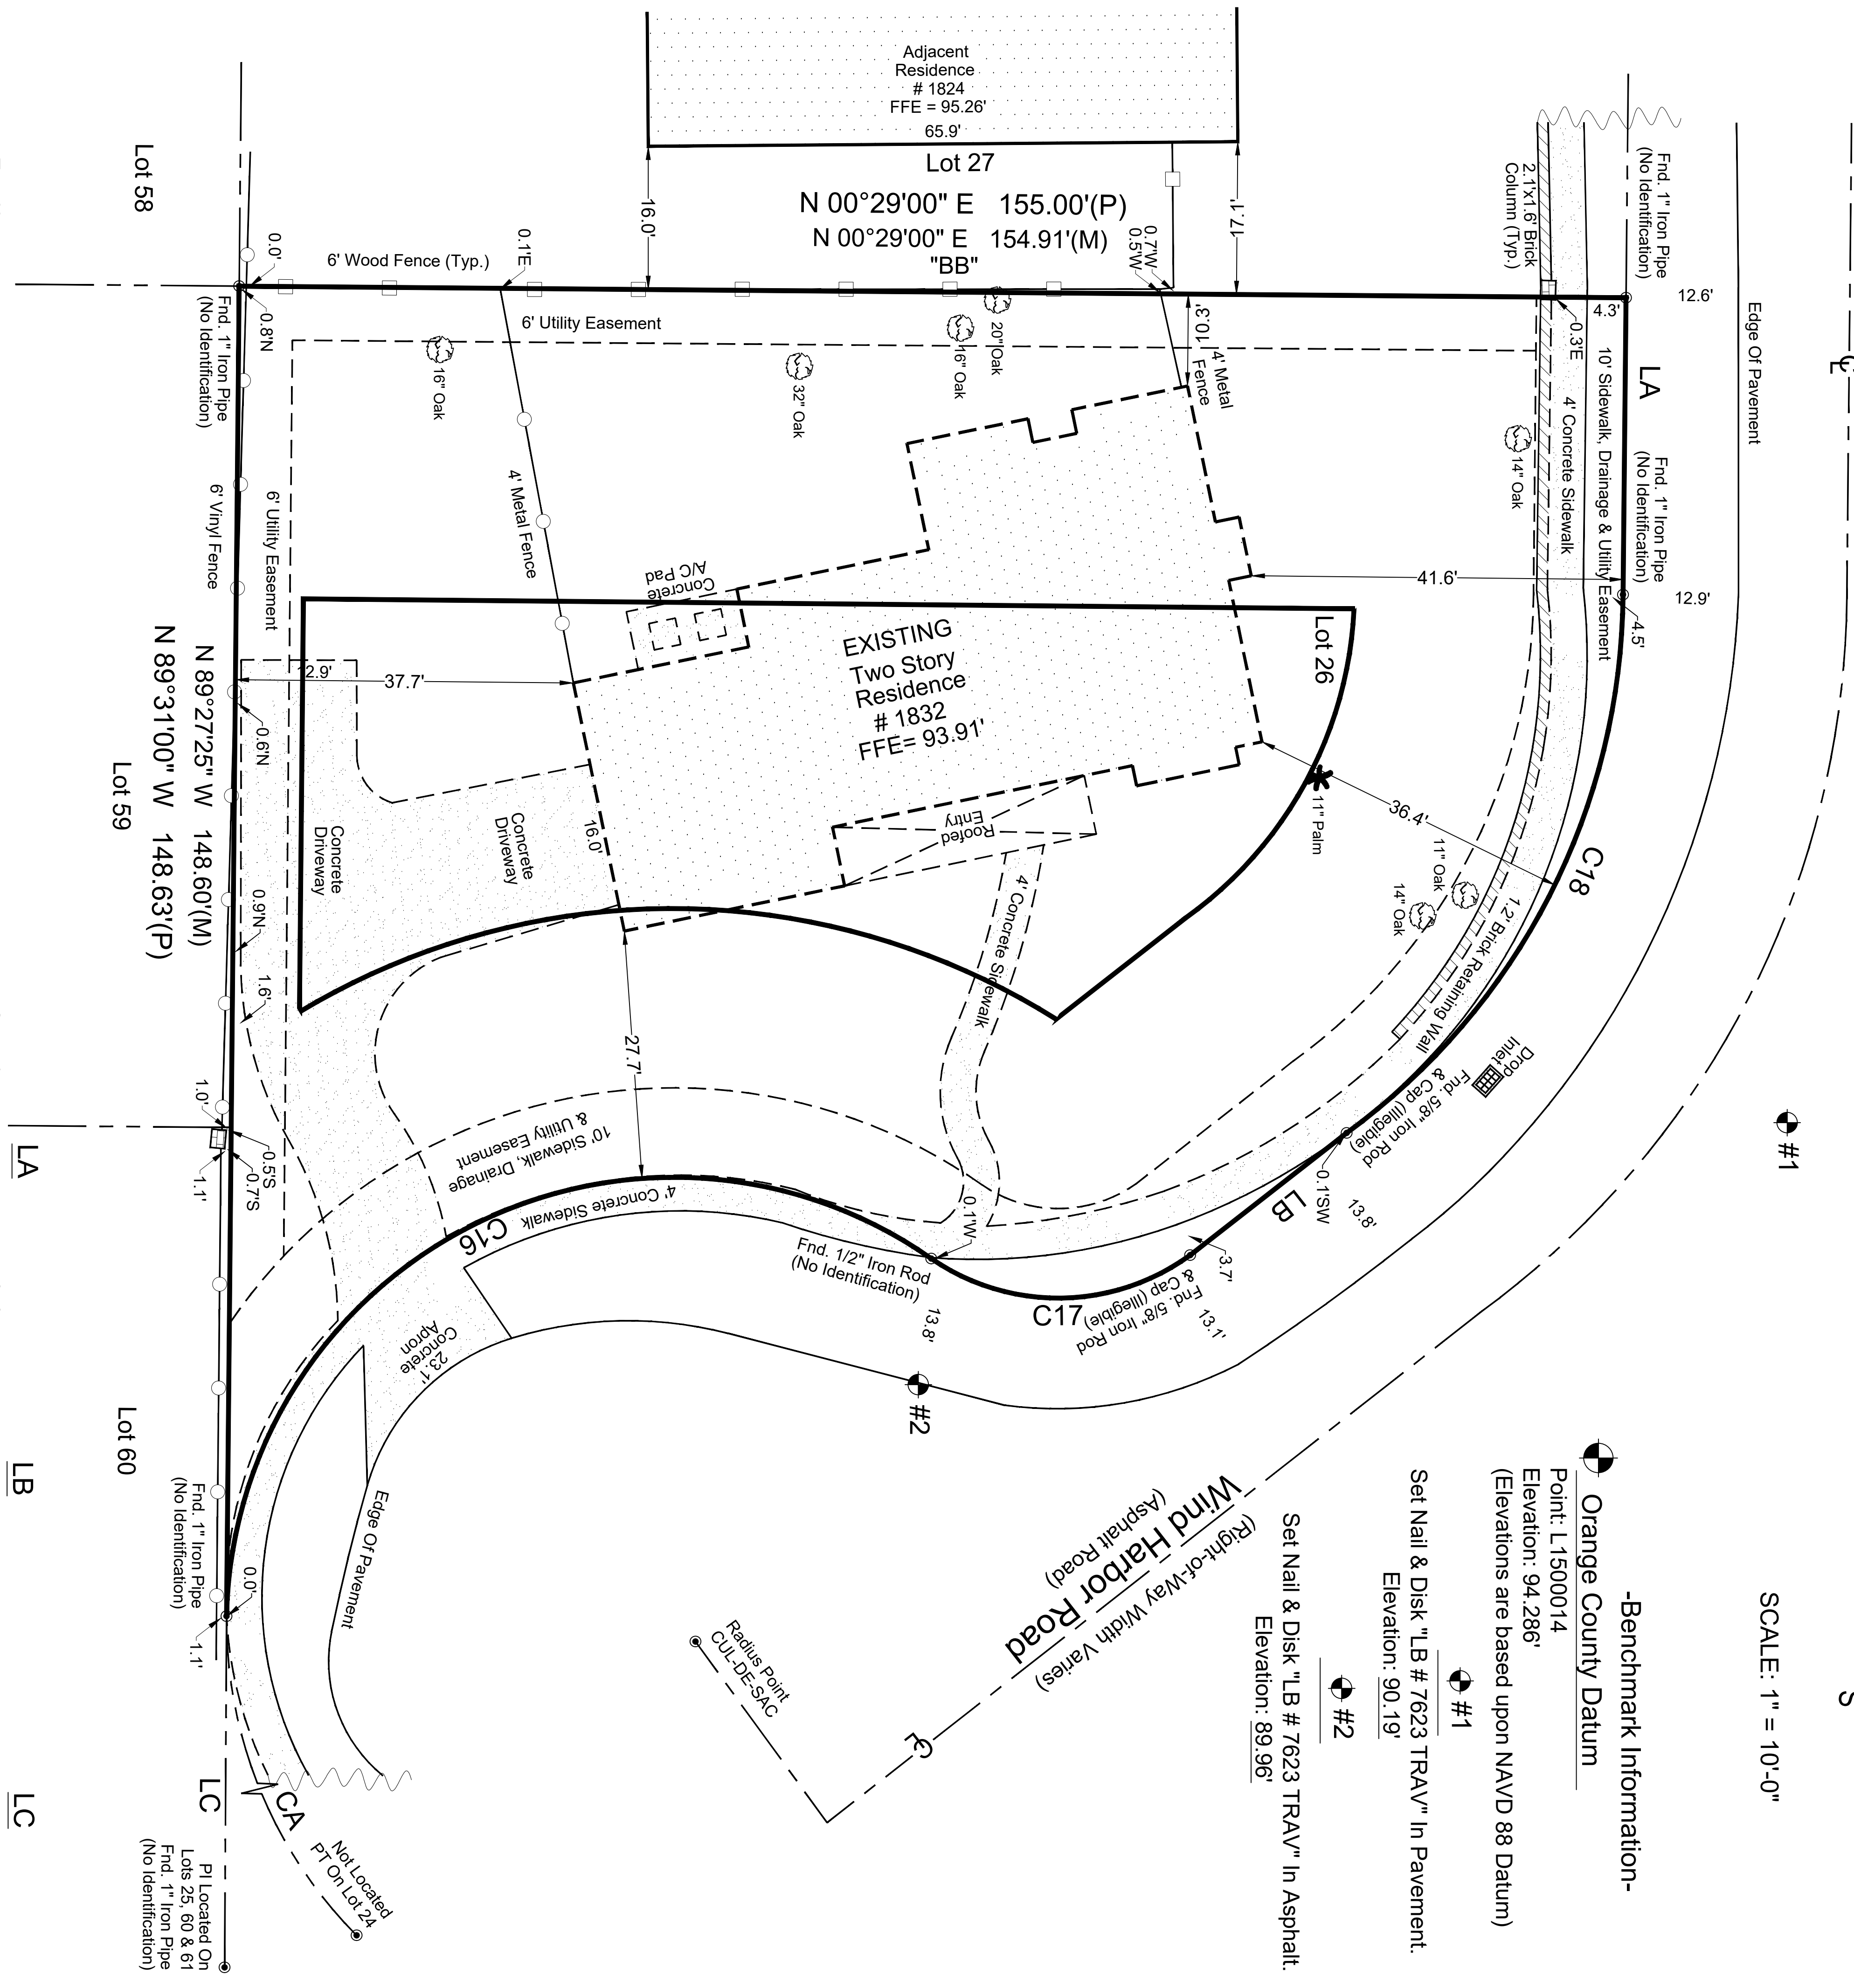 Adjacent
Residence
# 1824
FFE = 95.26'
65.9'
Lot 27
N 00°29'00" E 155.00'(P)
N 00°29'00" E 154.91'(M)
"BB"
16.0'
17.1'
0.7'W
0.5'W
0.1'E
0.0'
0.8'N
6' Wood Fence (Typ.)
6' Utility Easement
Lot 58
Fnd. 1" Iron Pipe
(No Identification)
2.1'x1.6' Brick
Column (Typ.)
Fnd. 1" Iron Pipe
(No Identification)
12.6'
4.3'
0.3'E
Edge Of Pavement
LA
Fnd. 1" Iron Pipe
(No Identification)
12.9'
4.5'
10' Sidewalk, Drainage & Utility Easement
4' Concrete Sidewalk
16" Oak
32" Oak
16" Oak
20" Oak
14" Oak
10.3'
4' Metal
Fence
4' Metal Fence
6' Vinyl Fence
6' Utility Easement
Concrete
A/C Pad
41.6'
EXISTING
Two Story
Residence
# 1832
FFE= 93.91'
Lot 26
2.9'
37.7'
0.6'N
N 89°27'25" W 148.60'(M)
N 89°31'00" W 148.63'(P)
Lot 59
Concrete
Driveway
Concrete
Driveway
16.0'
Roofed
Entry
11" Palm
36.4'
C18
11" Oak
14" Oak
1.2' Brick Retaining Wall
4' Concrete Sidewalk
0.9'N
1.6'
27.7'
Drop
Inlet
Fnd. 5/8" Iron Rod
& Cap (Illegible)
0.1'SW
13.8'
LB
#1
1.0'
0.5'S
0.7'S
1.1'
LA
10' Sidewalk, Drainage
& Utility Easement
4' Concrete Sidewalk
C16
0.1'W
Fnd. 1/2" Iron Rod
(No Identification)
13.8'
C17
3.7'
Fnd. 5/8" Iron Rod
& Cap (Illegible)
13.1'
Concrete
Apron
23.1'
#2
Lot 60
LB
Fnd. 1" Iron Pipe
(No Identification)
0.0'
1.1'
Edge Of Pavement
(Right-of-Way Width Varies)
Wind Harbor Road
(Asphalt Road)
Radius Point
CUL-DE-SAC
CL
LC
LC
CA
Not Located
PT On Lot 24
PI Located On
Lots 25, 60 & 61
Fnd. 1" Iron Pipe
(No Identification)
SCALE: 1" = 10'-0"
-Benchmark Information-
Orange County Datum
Point: L1500014
Elevation: 94.286'
(Elevations are based upon NAVD 88 Datum)
#1
Set Nail & Disk "LB # 7623 TRAV" In Pavement.
Elevation: 90.19'
#2
Set Nail & Disk "LB # 7623 TRAV" In Asphalt.
Elevation: 89.96'